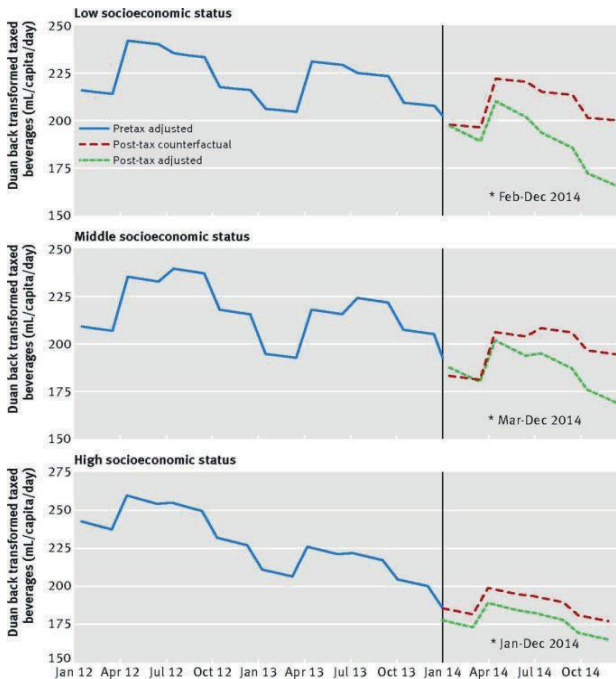 Low socioeconomic status
Duan back transformed taxed
beverages (mL/capita/day)
250
225
200
175
150
Pretax adjusted
Post-tax counterfactual
Post-tax adjusted
* Feb-Dec 2014
Middle socioeconomic status
Duan back transformed taxed
beverages (mL/capita/day)
250
225
200
175
150
* Mar-Dec 2014
High socioeconomic status
Duan back transformed taxed
beverages (mL/capita/day)
275
250
225
200
175
150
* Jan-Dec 2014
Jan 12 Apr 12 Jul 12 Oct 12 Jan 13 Apr 13 Jul 13 Oct 13 Jan 14 Apr 14 Jul 14 Oct 14